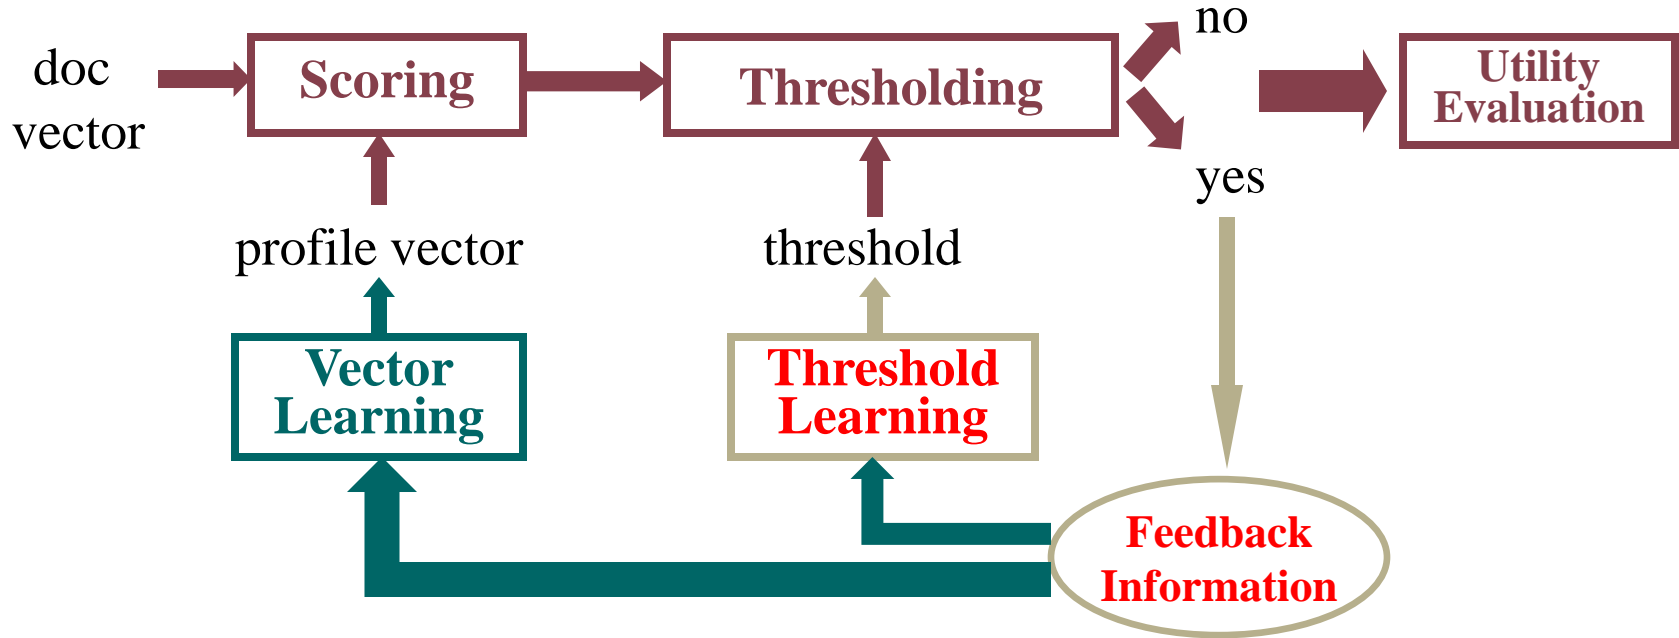 doc
vector
Scoring
Thresholding
no
yes
Utility
Evaluation
profile vector
threshold
Vector
Learning
Threshold
Learning
Feedback
Information